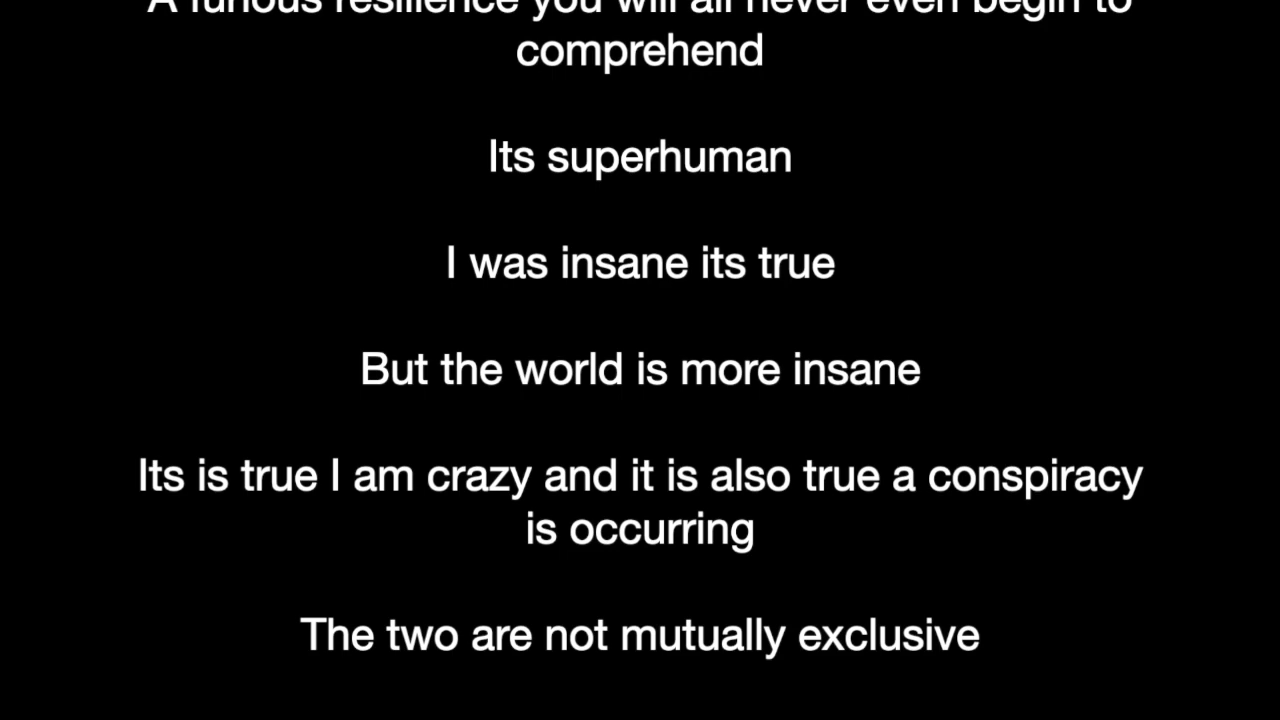 A furious resilience you will all never even begin to
comprehend
Its superhuman
I was insane its true
But the world is more insane
Its is true I am crazy and it is also true a conspiracy
is occurring
The two are not mutually exclusive